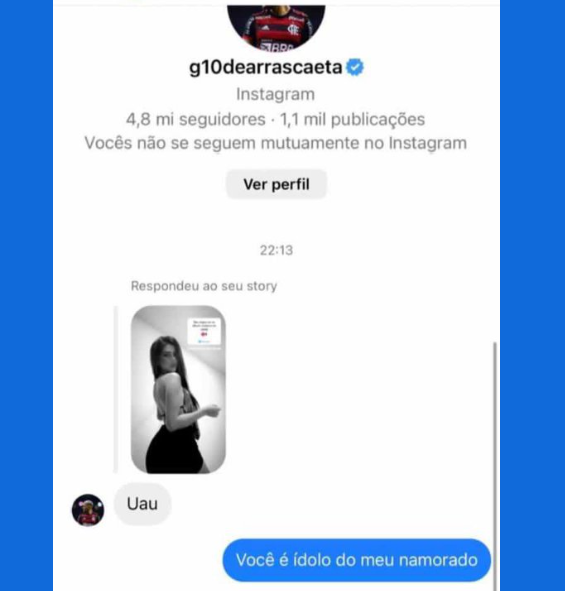 g10dearrascaeta
Instagram
4,8 mi seguidores · 1,1 mil publicações
Vocês não se seguem mutuamente no Instagram
Ver perfil
22:13
Respondeu ao seu story
Uau
Você é ídolo do meu namorado